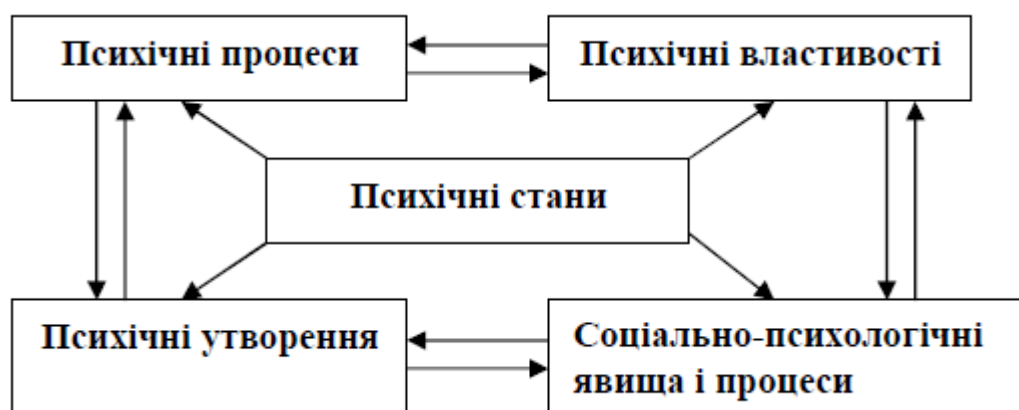 Психічні процеси
Психічні властивості
Психічні стани
Психічні утворення
Соціально-психологічні
явища і процеси